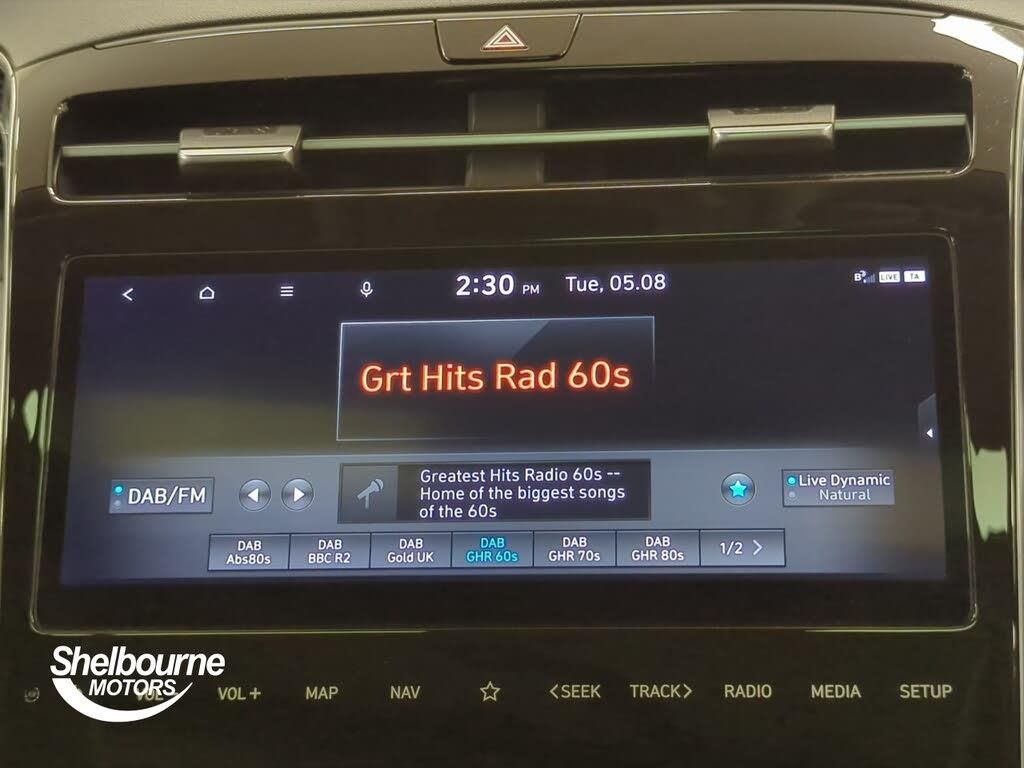 2:30 PM Tue, 05.08
B LIVE TA
Grt Hits Rad 60s
DAB/FM
Greatest Hits Radio 60s --
Home of the biggest songs
of the 60s
Live Dynamic
Natural
DAB
Abs80s
DAB
BBC R2
DAB
Gold UK
DAB
GHR 60s
DAB
GHR 70s
DAB
GHR 80s
1/2 >
Shelbourne
MOTORS
VOL+ MAP NAV <SEEK TRACK> RADIO MEDIA SETUP